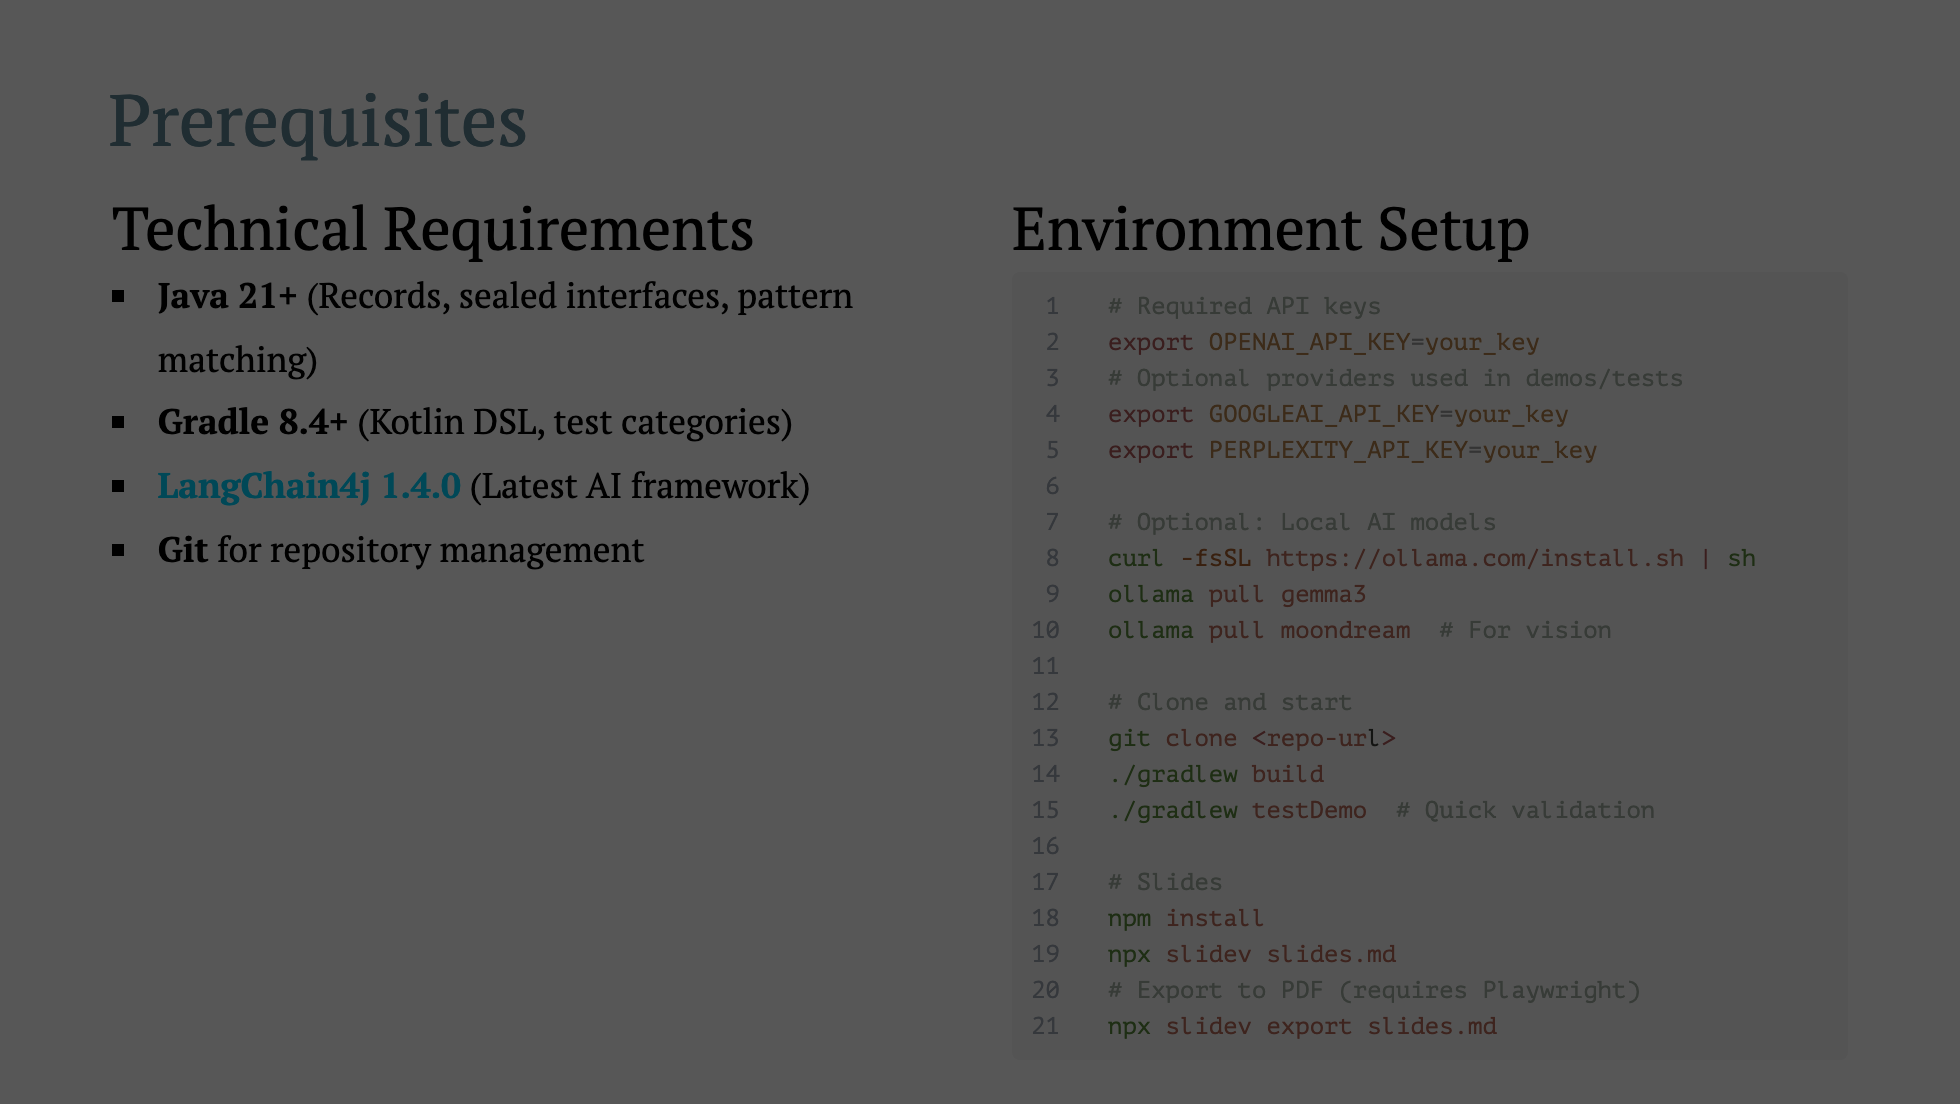 Prerequisites
Technical Requirements
▪ Java 21+ (Records, sealed interfaces, pattern
matching)
▪ Gradle 8.4+ (Kotlin DSL, test categories)
▪ LangChain4j 1.4.0 (Latest AI framework)
▪ Git for repository management
Environment Setup
1 # Required API keys
2 export OPENAI_API_KEY=your_key
3 # Optional providers used in demos/tests
4 export GOOGLEAI_API_KEY=your_key
5 export PERPLEXITY_API_KEY=your_key
6
7 # Optional: Local AI models
8 curl -fsSL https://ollama.com/install.sh | sh
9 ollama pull gemma3
10 ollama pull moondream  # For vision
11
12 # Clone and start
13 git clone <repo-url>
14 ./gradlew build
15 ./gradlew testDemo  # Quick validation
16
17 # Slides
18 npm install
19 npx slidev slides.md
20 # Export to PDF (requires Playwright)
21 npx slidev export slides.md